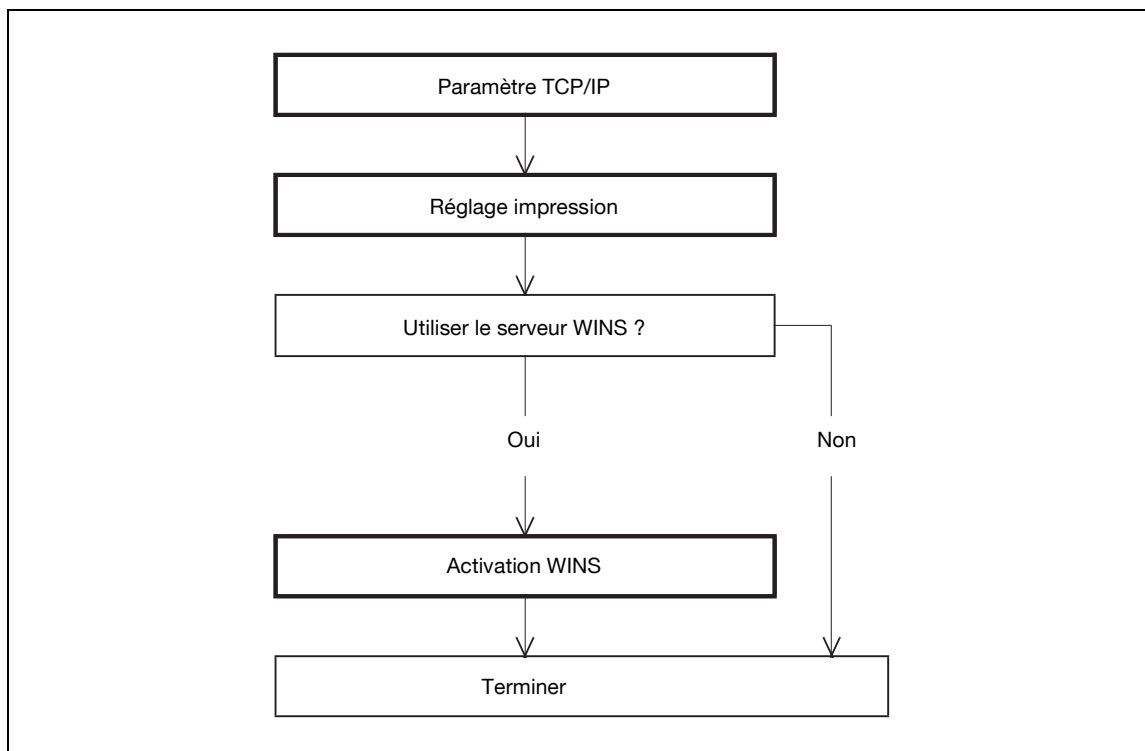 Paramètre TCP/IP
Réglage impression
Utiliser le serveur WINS ?
Oui
Non
Activation WINS
Terminer